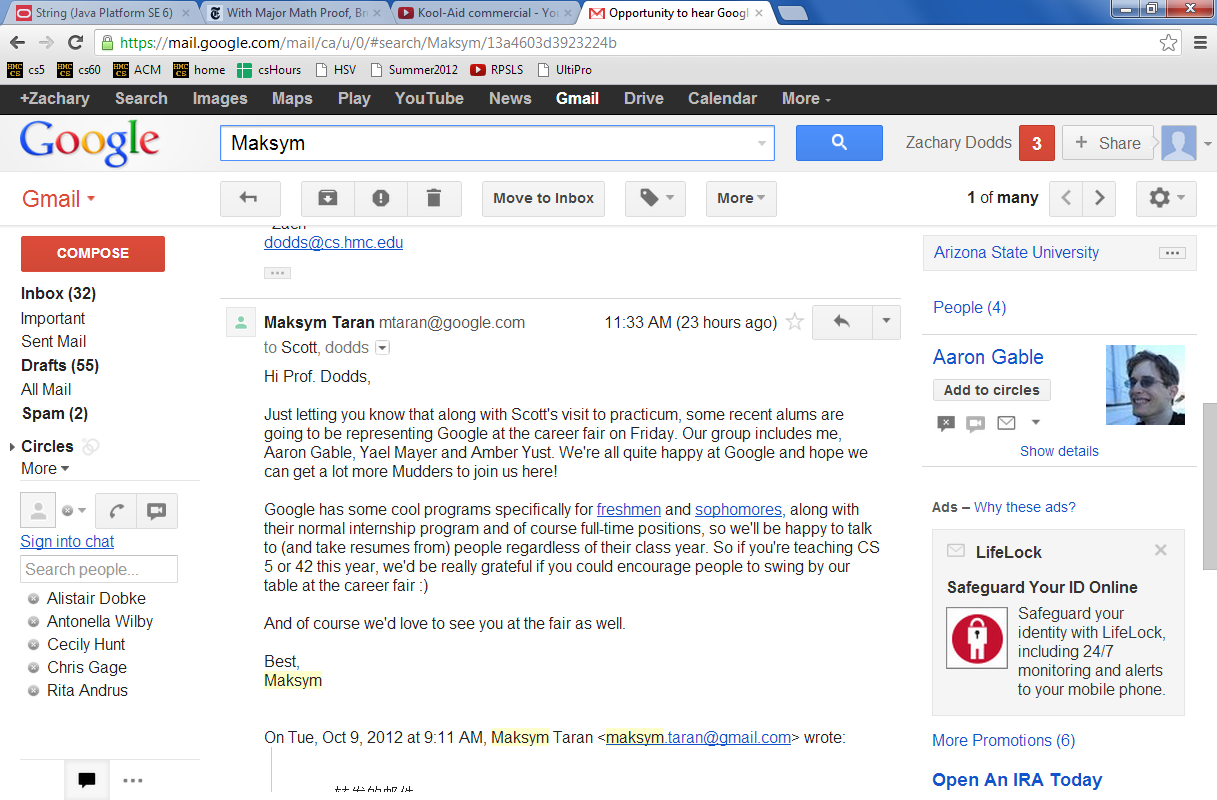 String (Java Platform SE 6)
With Major Math Proof, Br
Kool-Aid commercial - You
Opportunity to hear Googl
https://mail.google.com/mail/ca/u/0/#search/Maksym/13a4603d3923224b
HMC CS cs5 HMC CS cs60 HMC CS ACM HMC CS home csHours HSV Summer2012 RPSLS UltiPro
+Zachary Search Images Maps Play YouTube News Gmail Drive Calendar More
Google Maksym Zachary Dodds 3 + Share
Gmail Move to Inbox More 1 of many
COMPOSE
Inbox (32)
Important
Sent Mail
Drafts (55)
All Mail
Spam (2)
Circles
More
Sign into chat
Search people...
Alistair Dobke
Antonella Wilby
Cecily Hunt
Chris Gage
Rita Andrus
Zach
dodds@cs.hmc.edu
Maksym Taran mtaran@google.com 11:33 AM (23 hours ago)
to Scott, dodds
Hi Prof. Dodds,
Just letting you know that along with Scott's visit to practicum, some recent alums are
going to be representing Google at the career fair on Friday. Our group includes me,
Aaron Gable, Yael Mayer and Amber Yust. We're all quite happy at Google and hope we
can get a lot more Mudders to join us here!
Google has some cool programs specifically for freshmen and sophomores, along with
their normal internship program and of course full-time positions, so we'll be happy to talk
to (and take resumes from) people regardless of their class year. So if you're teaching CS
5 or 42 this year, we'd be really grateful if you could encourage people to swing by our
table at the career fair :)
And of course we'd love to see you at the fair as well.
Best,
Maksym
On Tue, Oct 9, 2012 at 9:11 AM, Maksym Taran <maksym.taran@gmail.com> wrote:
转发的邮件
Arizona State University
People (4)
Aaron Gable
Add to circles
Show details
Ads – Why these ads?
LifeLock
Safeguard Your ID Online
Safeguard your
identity with LifeLock,
including 24/7
monitoring and alerts
to your mobile phone.
More Promotions (6)
Open An IRA Today